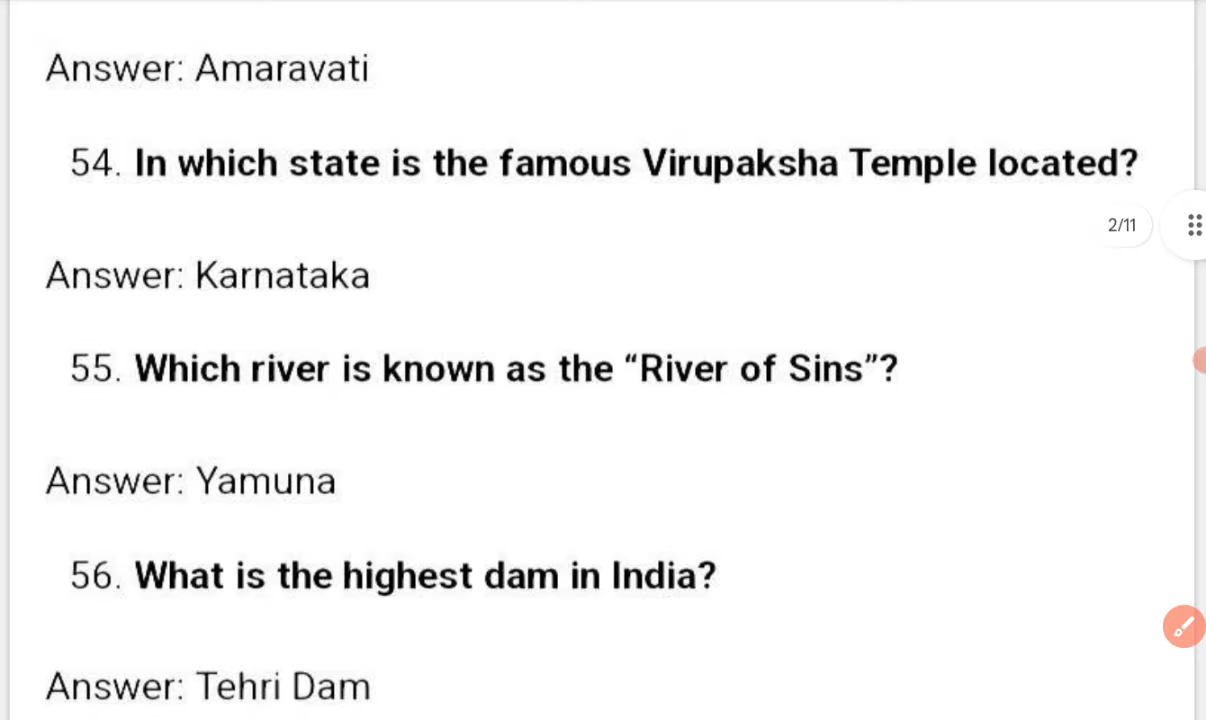 Answer: Amaravati
54. In which state is the famous Virupaksha Temple located?
2/11
Answer: Karnataka
55. Which river is known as the “River of Sins”?
Answer: Yamuna
56. What is the highest dam in India?
Answer: Tehri Dam